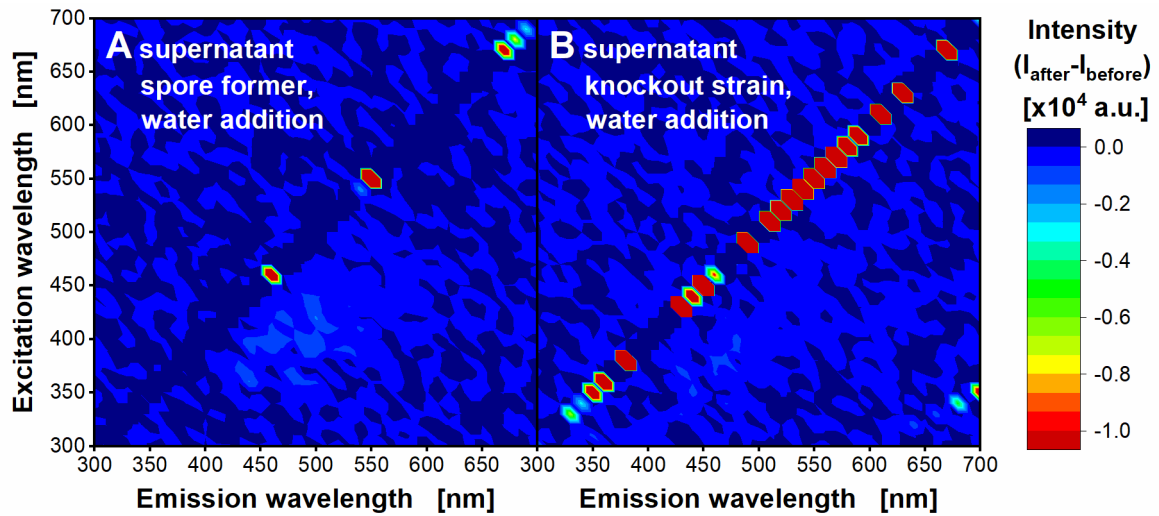 A supernatant
spore former,
water addition
B supernatant
knockout strain,
water addition
Intensity
(Iafter-Ibefore)
[x10⁴ a.u.]
0.0
-0.2
-0.4
-0.6
-0.8
-1.0
Excitation wavelength [nm]
700
650
600
550
500
450
400
350
300
300 350 400 450 500 550 600 650 300 350 400 450 500 550 600 650 700
Emission wavelength [nm] Emission wavelength [nm]